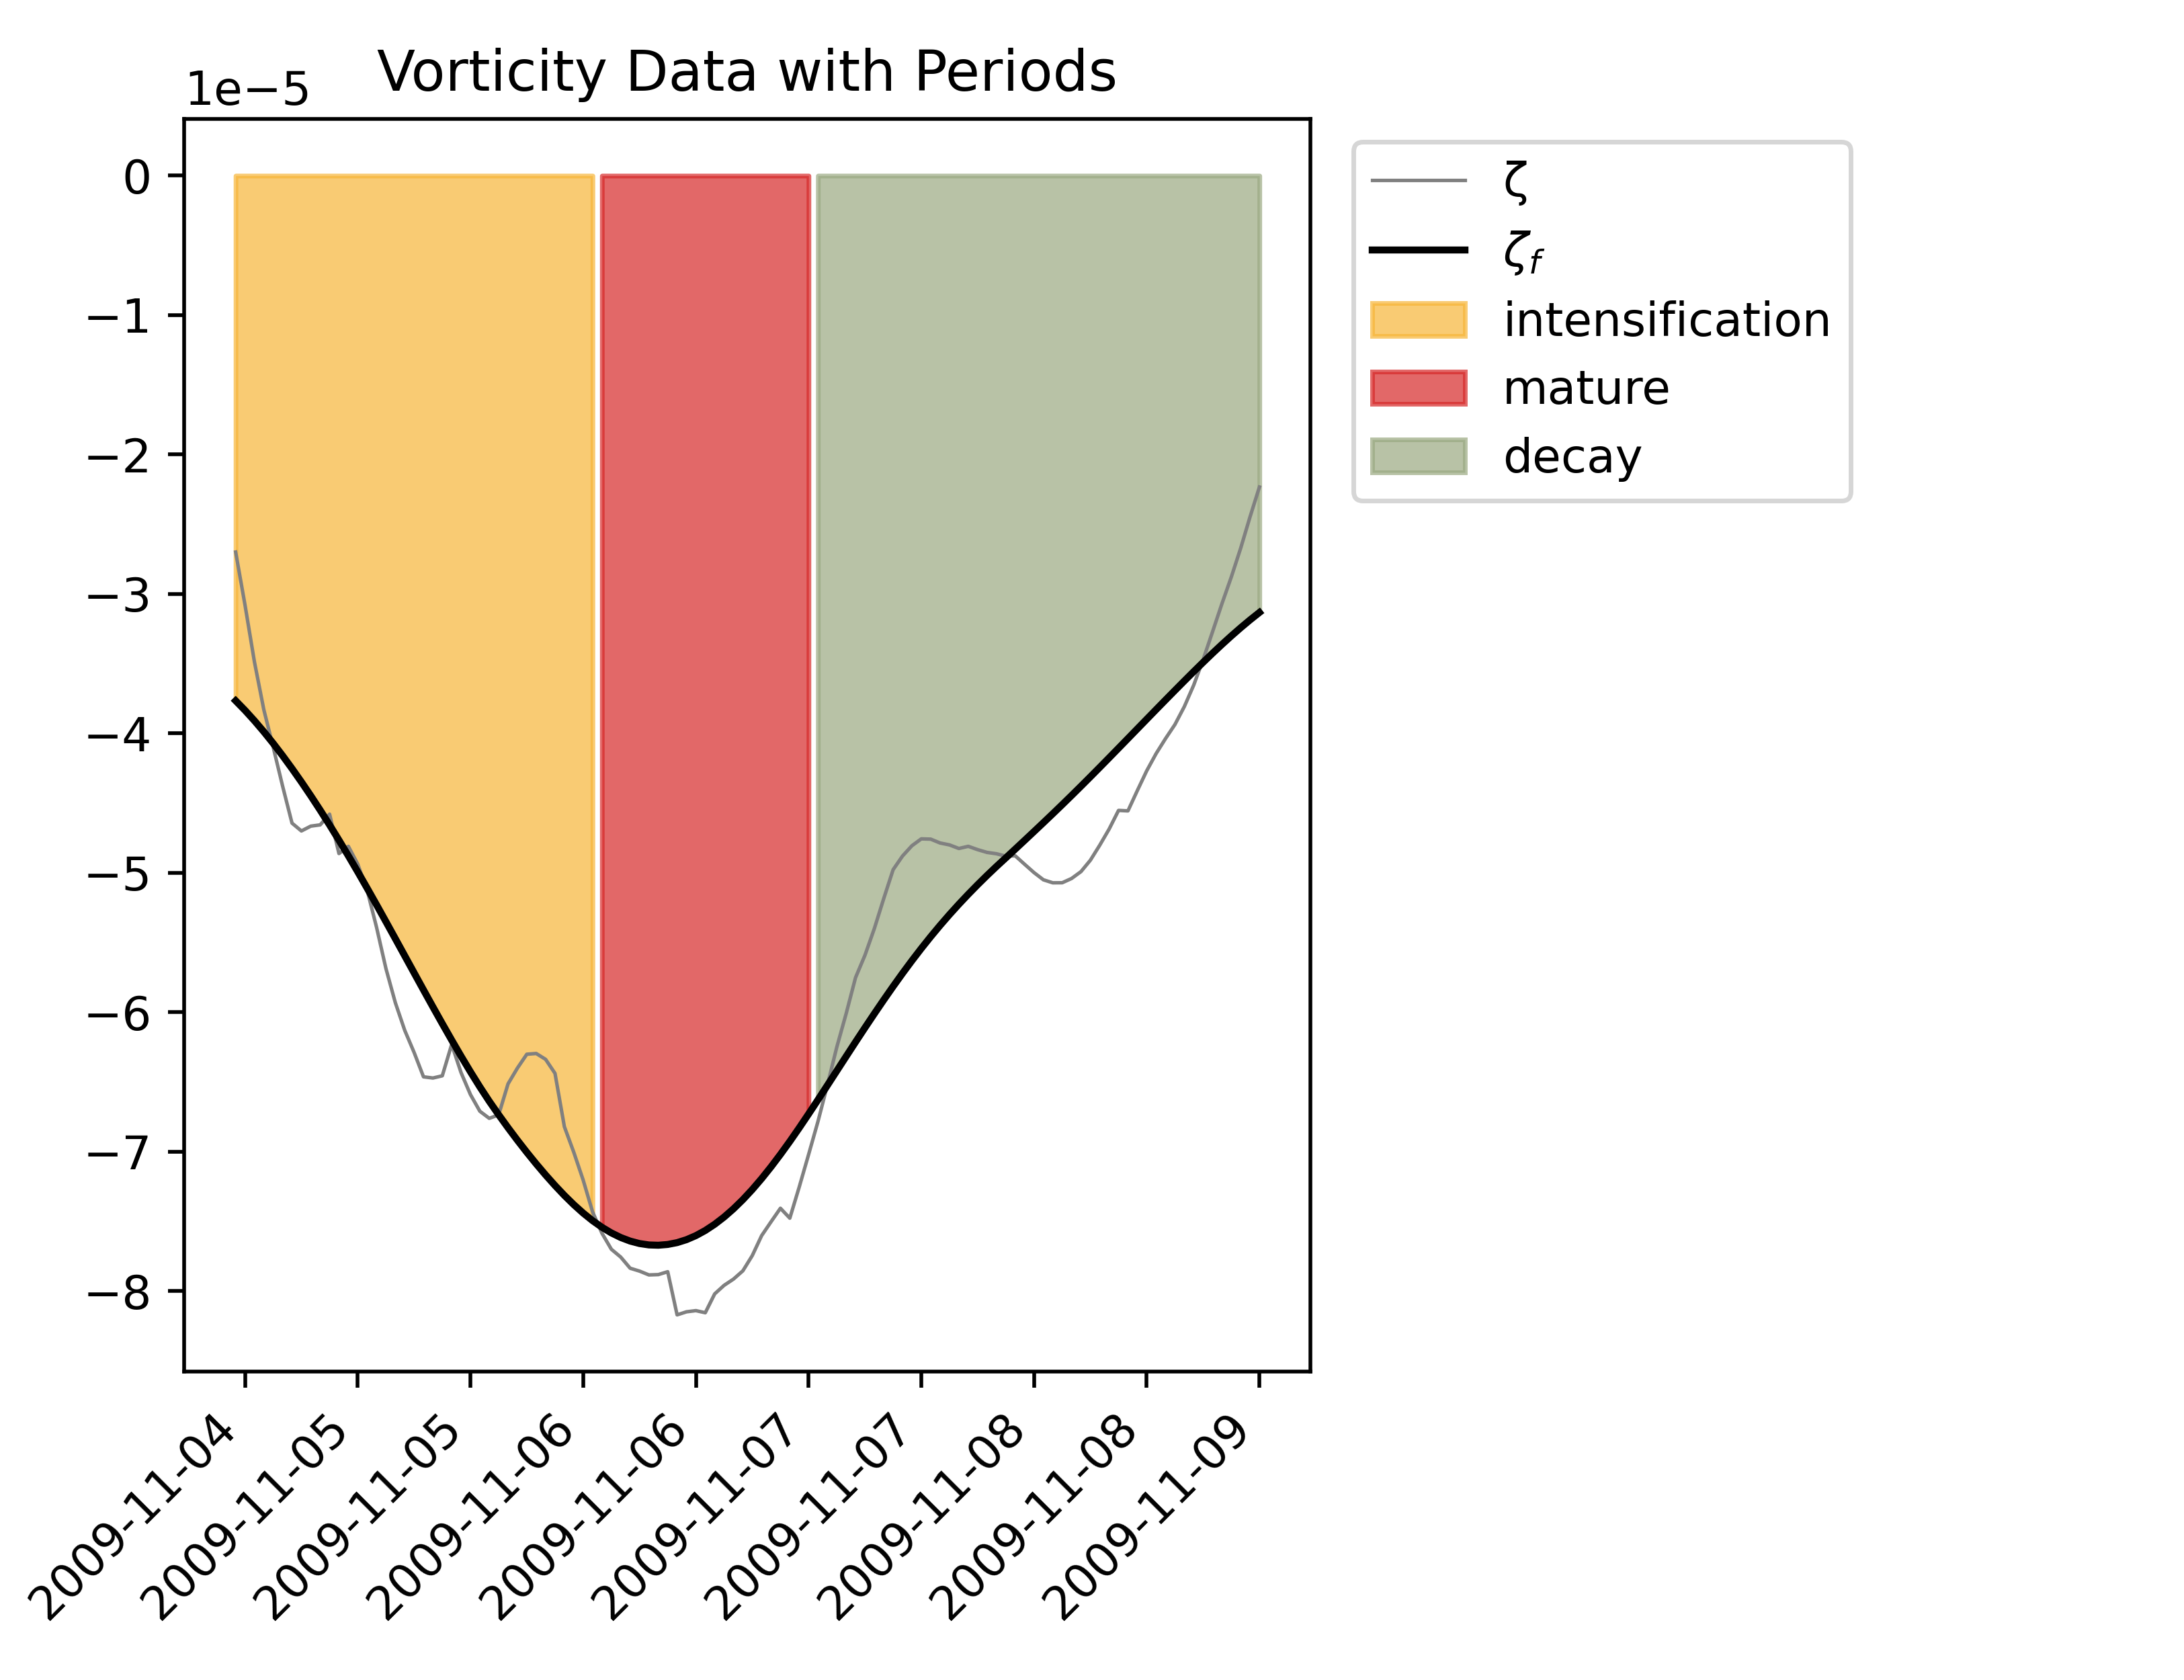 Vorticity Data with Periods
1e−5
0
−1
−2
−3
−4
−5
−6
−7
−8
2009-11-04
2009-11-05
2009-11-05
2009-11-06
2009-11-06
2009-11-07
2009-11-07
2009-11-08
2009-11-08
2009-11-09
ζ
ζf
intensification
mature
decay